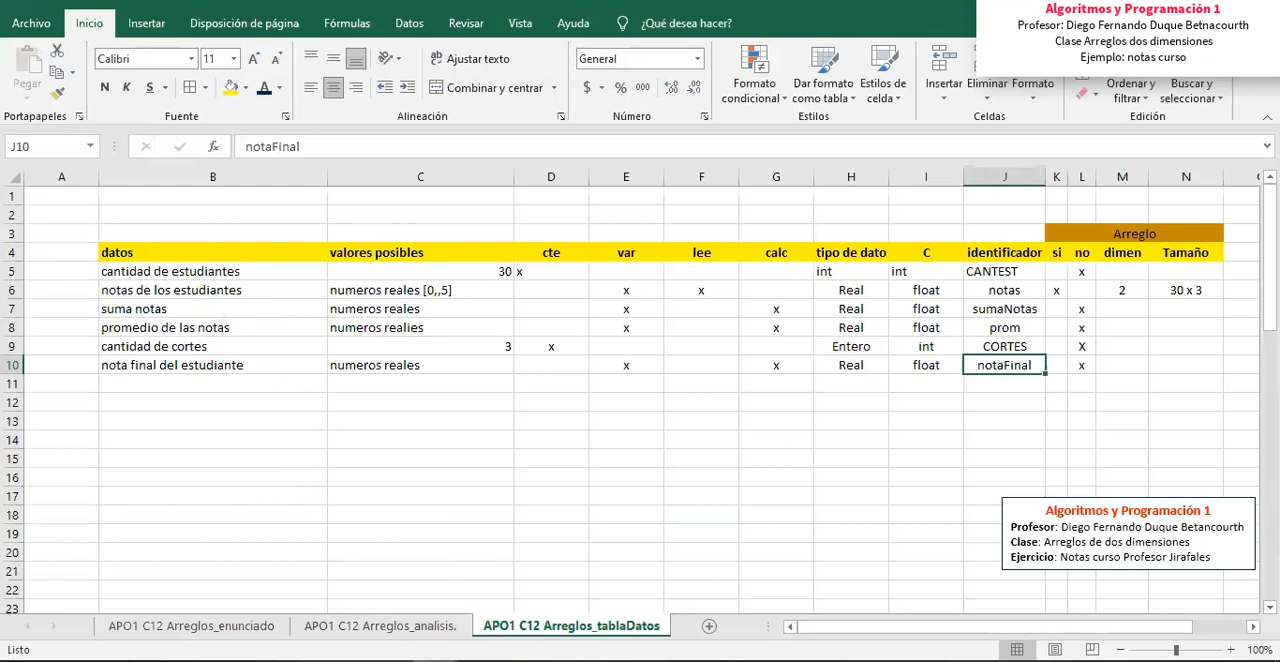 Archivo Inicio Insertar Disposición de página Fórmulas Datos Revisar Vista Ayuda ¿Qué desea hacer?
Algoritmos y Programación 1
Profesor: Diego Fernando Duque Betnacourth
Clase Arreglos dos dimensiones
Ejemplo: notas curso
Pegar
Calibri 11
N K S
Ajustar texto
Combinar y centrar
General
$ % 000
Formato condicional
Dar formato como tabla
Estilos de celda
Insertar Eliminar Formato
Ordenar y filtrar
Buscar y seleccionar
Portapapeles Fuente Alineación Número Estilos Celdas Edición
J10 fx notaFinal
A B C D E F G H I J K L M N
1
2
3 Arreglo
4 datos valores posibles cte var lee calc tipo de dato C identificador si no dimen Tamaño
5 cantidad de estudiantes 30 x int int CANTEST x
6 notas de los estudiantes numeros reales [0,,5] x x Real float notas x 2 30 x 3
7 suma notas numeros reales x x Real float sumaNotas x
8 promedio de las notas numeros realies x x Real float prom x
9 cantidad de cortes 3 x Entero int CORTES X
10 nota final del estudiante numeros reales x x Real float notaFinal x
11
12
13
14
15
16
17
18
19
20
21
22
23
Algoritmos y Programación 1
Profesor: Diego Fernando Duque Betancourth
Clase: Arreglos de dos dimensiones
Ejercicio: Notas curso Profesor Jirafales
APO1 C12 Arreglos_enunciado APO1 C12 Arreglos_analisis. APO1 C12 Arreglos_tablaDatos
Listo 100%